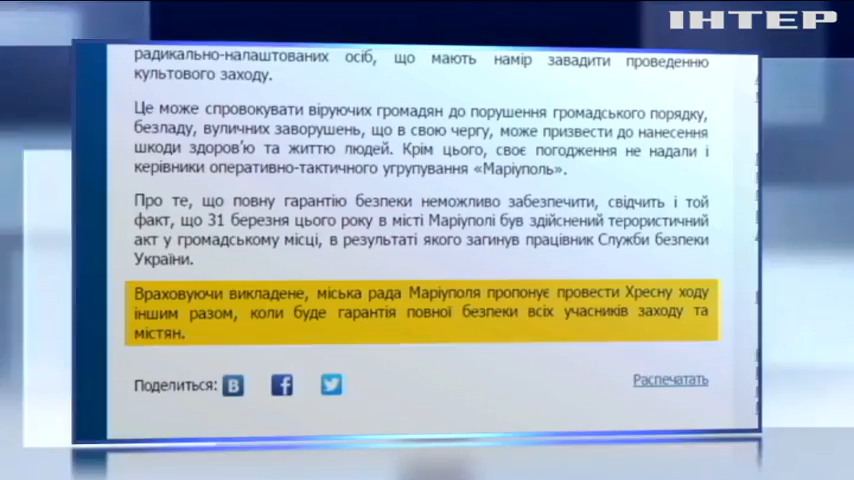 ІНТЕР
радикально-налаштованих осіб, що мають намір завадити проведенню
культового заходу.
Це може спровокувати віруючих громадян до порушення громадського порядку,
безладу, вуличних заворушень, що в свою чергу, може призвести до нанесення
шкоди здоров'ю та життю людей. Крім цього, своє погодження не надали і
керівники оперативно-тактичного угрупування «Маріуполь».
Про те, що повну гарантію безпеки неможливо забезпечити, свідчить і той
факт, що 31 березня цього року в місті Маріуполі був здійснений терористичний
акт у громадському місці, в результаті якого загинув працівник Служби безпеки
України.
Враховуючи викладене, міська рада Маріуполя пропонує провести Хресну ходу
іншим разом, коли буде гарантія повної безпеки всіх учасників заходу та
містян.
Поделиться: В f
Распечатать